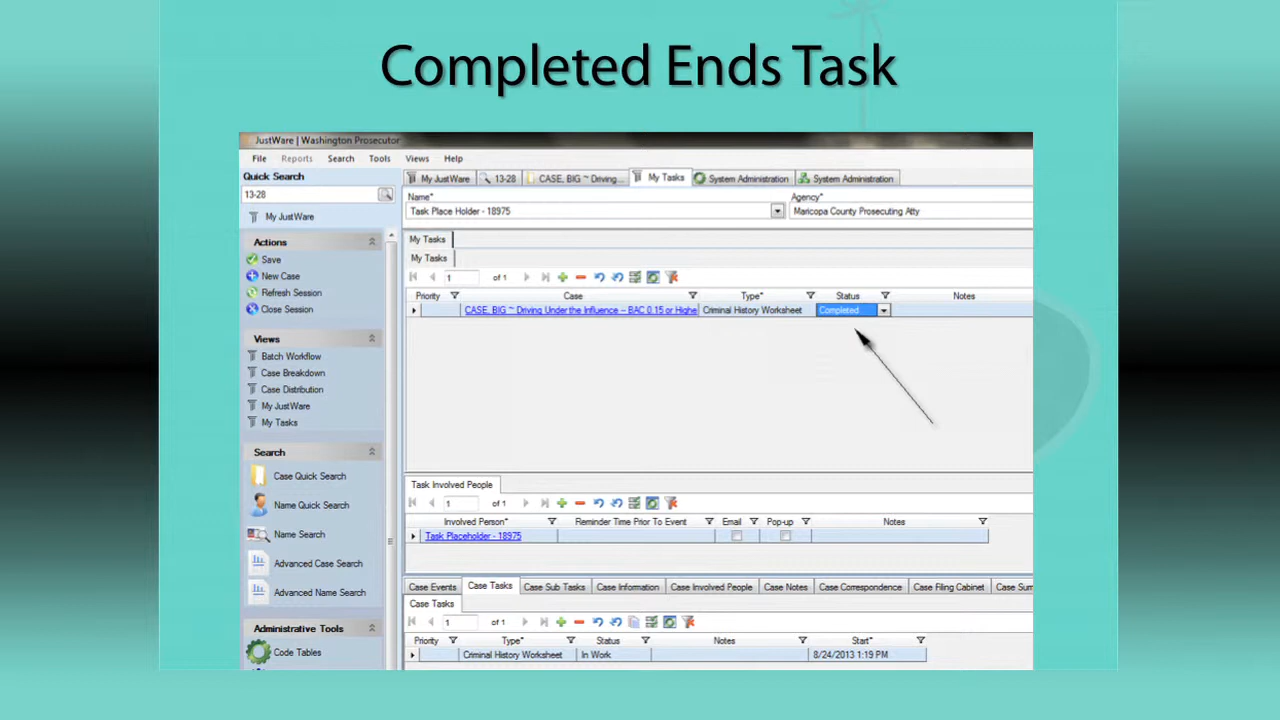 Completed Ends Task
JustWare | Washington Prosecutor
File Reports Search Tools Views Help
Quick Search
13-28
My JustWare
Actions
Save
New Case
Refresh Session
Close Session
Views
Batch Workflow
Case Breakdown
Case Distribution
My JustWare
My Tasks
Search
Case Quick Search
Name Quick Search
Name Search
Advanced Case Search
Advanced Name Search
Administrative Tools
Code Tables
My JustWare 13-28 CASE, BIG ~ Driving... My Tasks System Administration System Administration
Name* Agency*
Task Place Holder - 18975 Maricopa County Prosecuting Atty
My Tasks
My Tasks
1 of 1
Priority Case Type* Status Notes
CASE, BIG ~ Driving Under the Influence -- BAC 0.15 or Highe Criminal History Worksheet Completed
Task Involved People
1 of 1
Involved Person* Reminder Time Prior To Event Email Pop-up Notes
Task Placeholder - 18975
Case Events Case Tasks Case Sub Tasks Case Information Case Involved People Case Notes Case Correspondence Case Filing Cabinet Case Sum
Case Tasks
1 of 1
Priority Type* Status Notes Start*
Criminal History Worksheet In Work 8/24/2013 1:19 PM